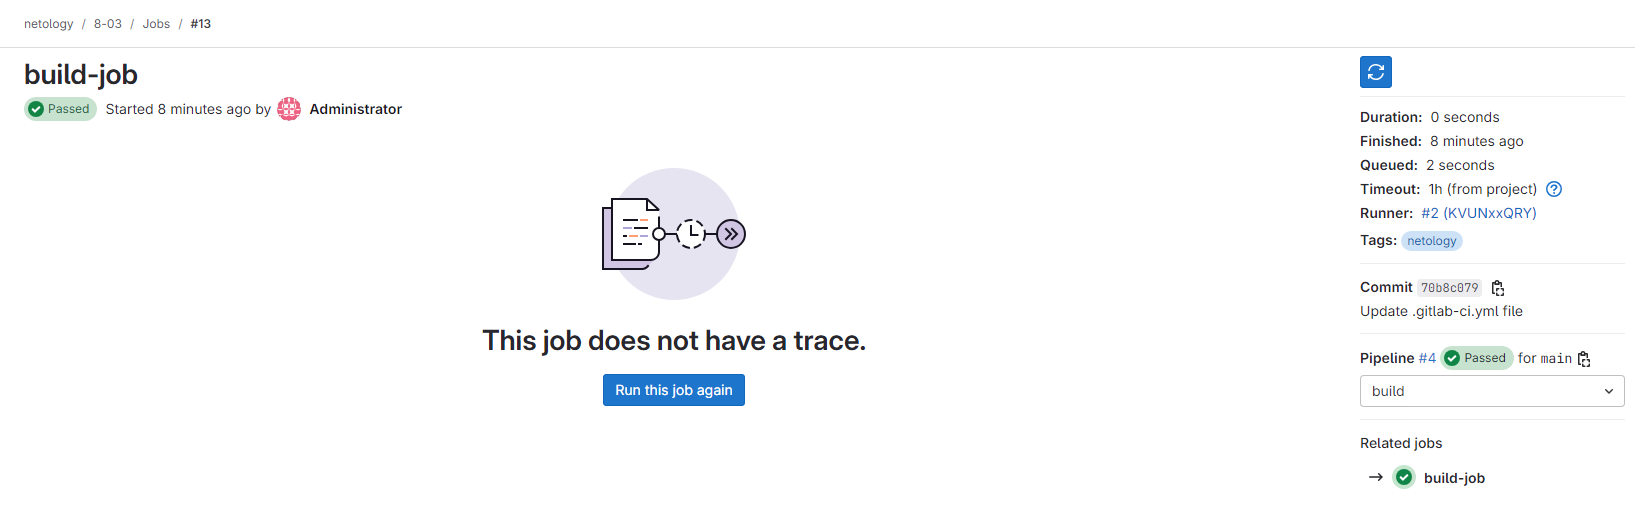 netology / 8-03 / Jobs / #13
build-job
Passed Started 8 minutes ago by Administrator
This job does not have a trace.
Run this job again
Duration: 0 seconds
Finished: 8 minutes ago
Queued: 2 seconds
Timeout: 1h (from project) ?
Runner: #2 (KVUNxxQRY)
Tags: netology
Commit 70b8c079
Update .gitlab-ci.yml file
Pipeline #4 Passed for main
build
Related jobs
→ build-job